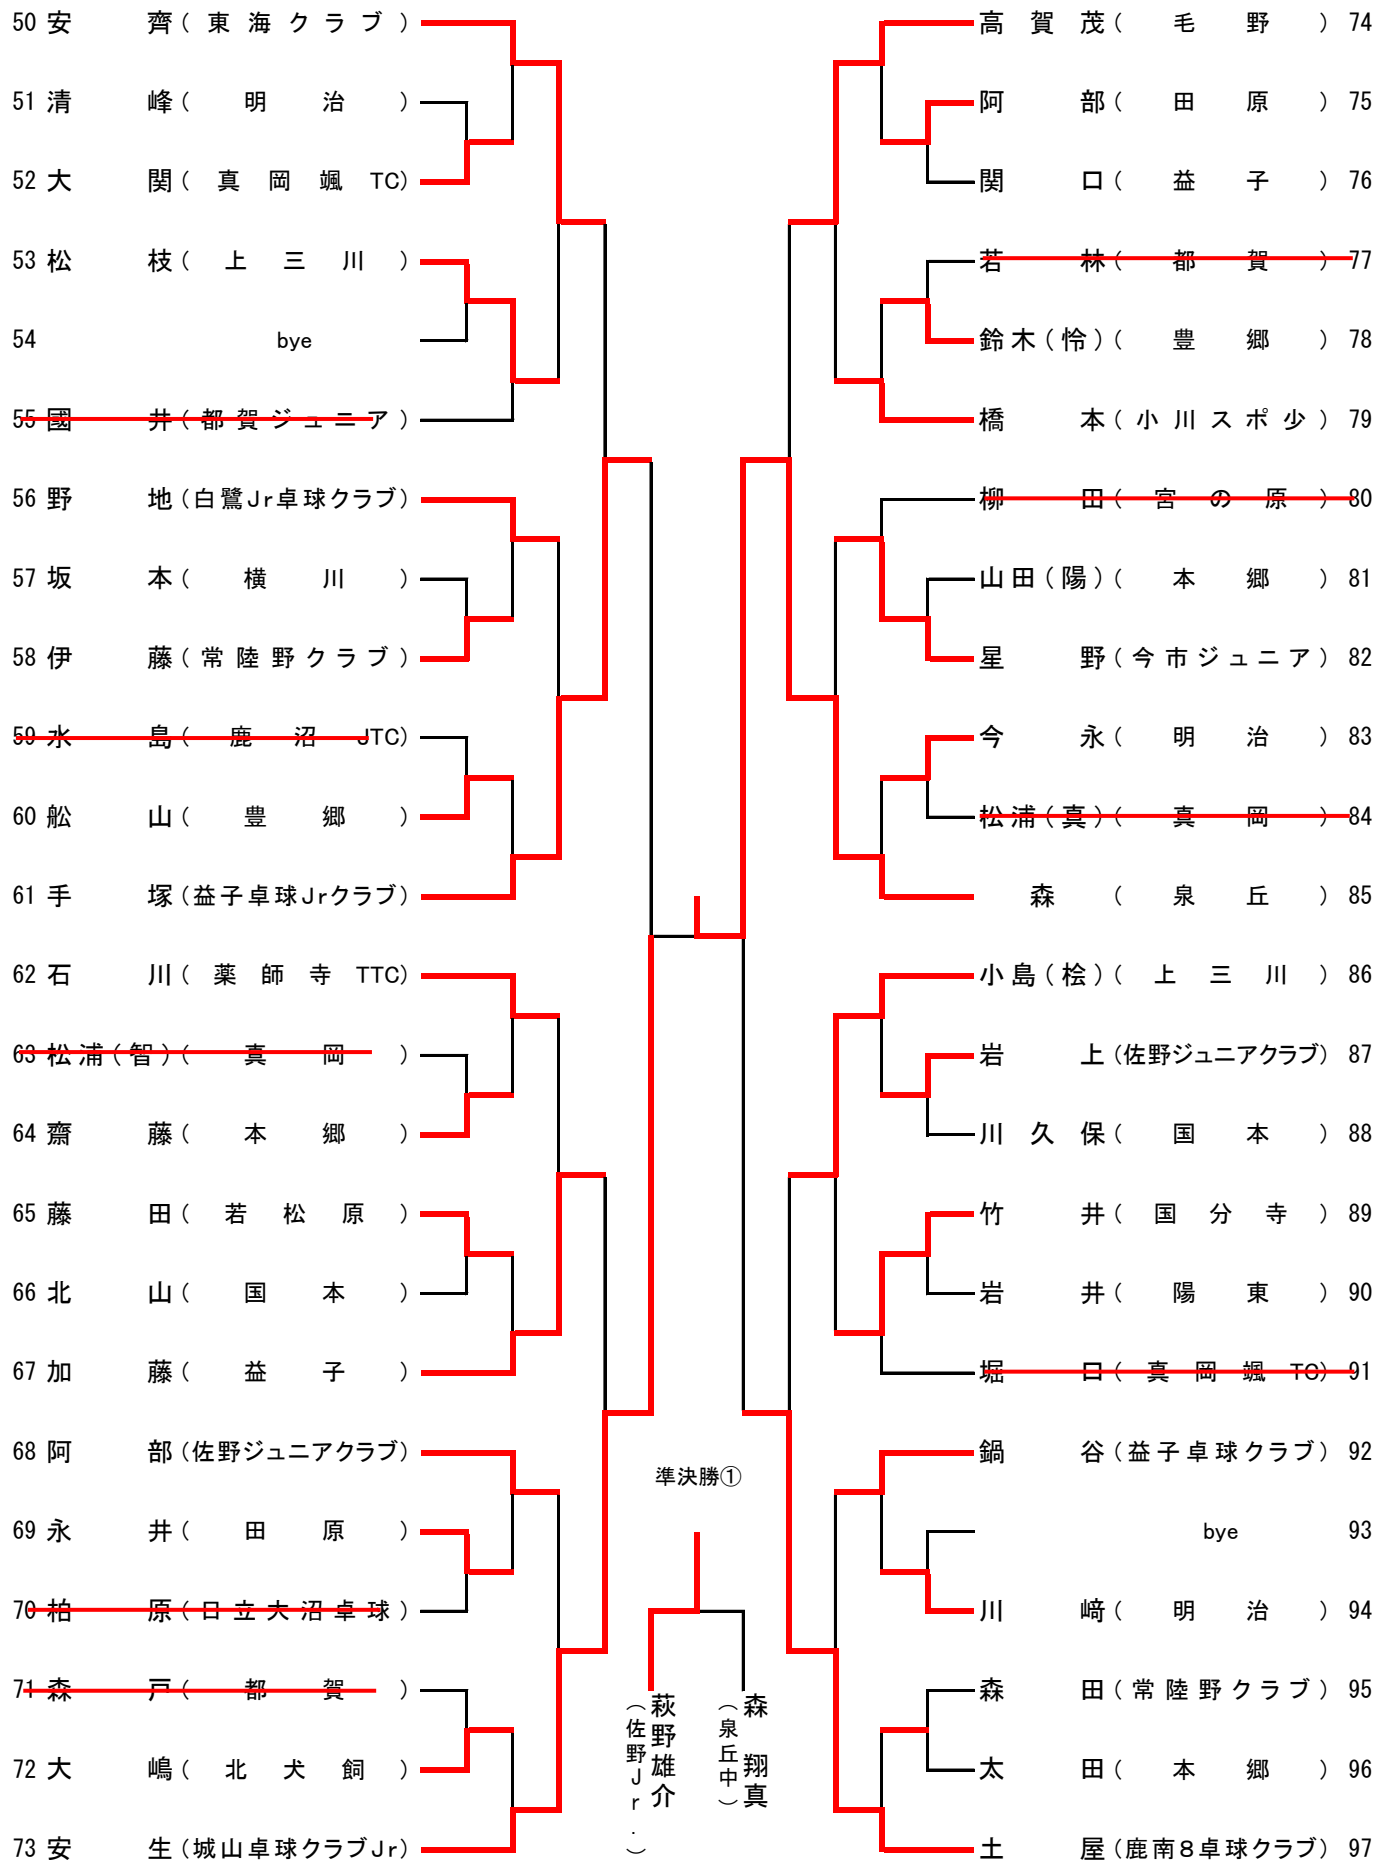 50 安 齊(東海クラブ)
51 清 峰(明 治)
52 大 関(真 岡 颯 TC)
53 松 枝(上 三 川)
54 bye
55 國 井(都賀ジュニア)
56 野 地(白鷺Jr卓球クラブ)
57 坂 本(横 川)
58 伊 藤(常陸野クラブ)
59 水 島(鹿 沼 JTC)
60 舩 山(豊 郷)
61 手 塚(益子卓球Jrクラブ)
62 石 川(薬 師 寺 TTC)
63 松浦(智)(真 岡)
64 齋 藤(本 郷)
65 藤 田(若 松 原)
66 北 山(国 本)
67 加 藤(益 子)
68 阿 部(佐野ジュニアクラブ)
69 永 井(田 原)
70 柏 原(日立大沼卓球)
71 森 戸(都 賀)
72 大 嶋(北 犬 飼)
73 安 生(城山卓球クラブJr)
準決勝①
萩野雄介
(佐野Jr.)
森 翔真
(泉丘中)
高 賀 茂(毛 野) 74
阿 部(田 原) 75
関 口(益 子) 76
若 林(都 賀) 77
鈴木(怜)(豊 郷) 78
橋 本(小川スポ少) 79
柳 田(宮 の 原) 80
山田(陽)(本 郷) 81
星 野(今市ジュニア) 82
今 永(明 治) 83
松浦(真)(真 岡) 84
森 (泉 丘) 85
小島(桧)(上 三 川) 86
岩 上(佐野ジュニアクラブ) 87
川 久 保(国 本) 88
竹 井(国 分 寺) 89
岩 井(陽 東) 90
堀 口(真 岡 颯 TC) 91
鍋 谷(益子卓球クラブ) 92
bye 93
川 﨑(明 治) 94
森 田(常陸野クラブ) 95
太 田(本 郷) 96
土 屋(鹿南8卓球クラブ) 97